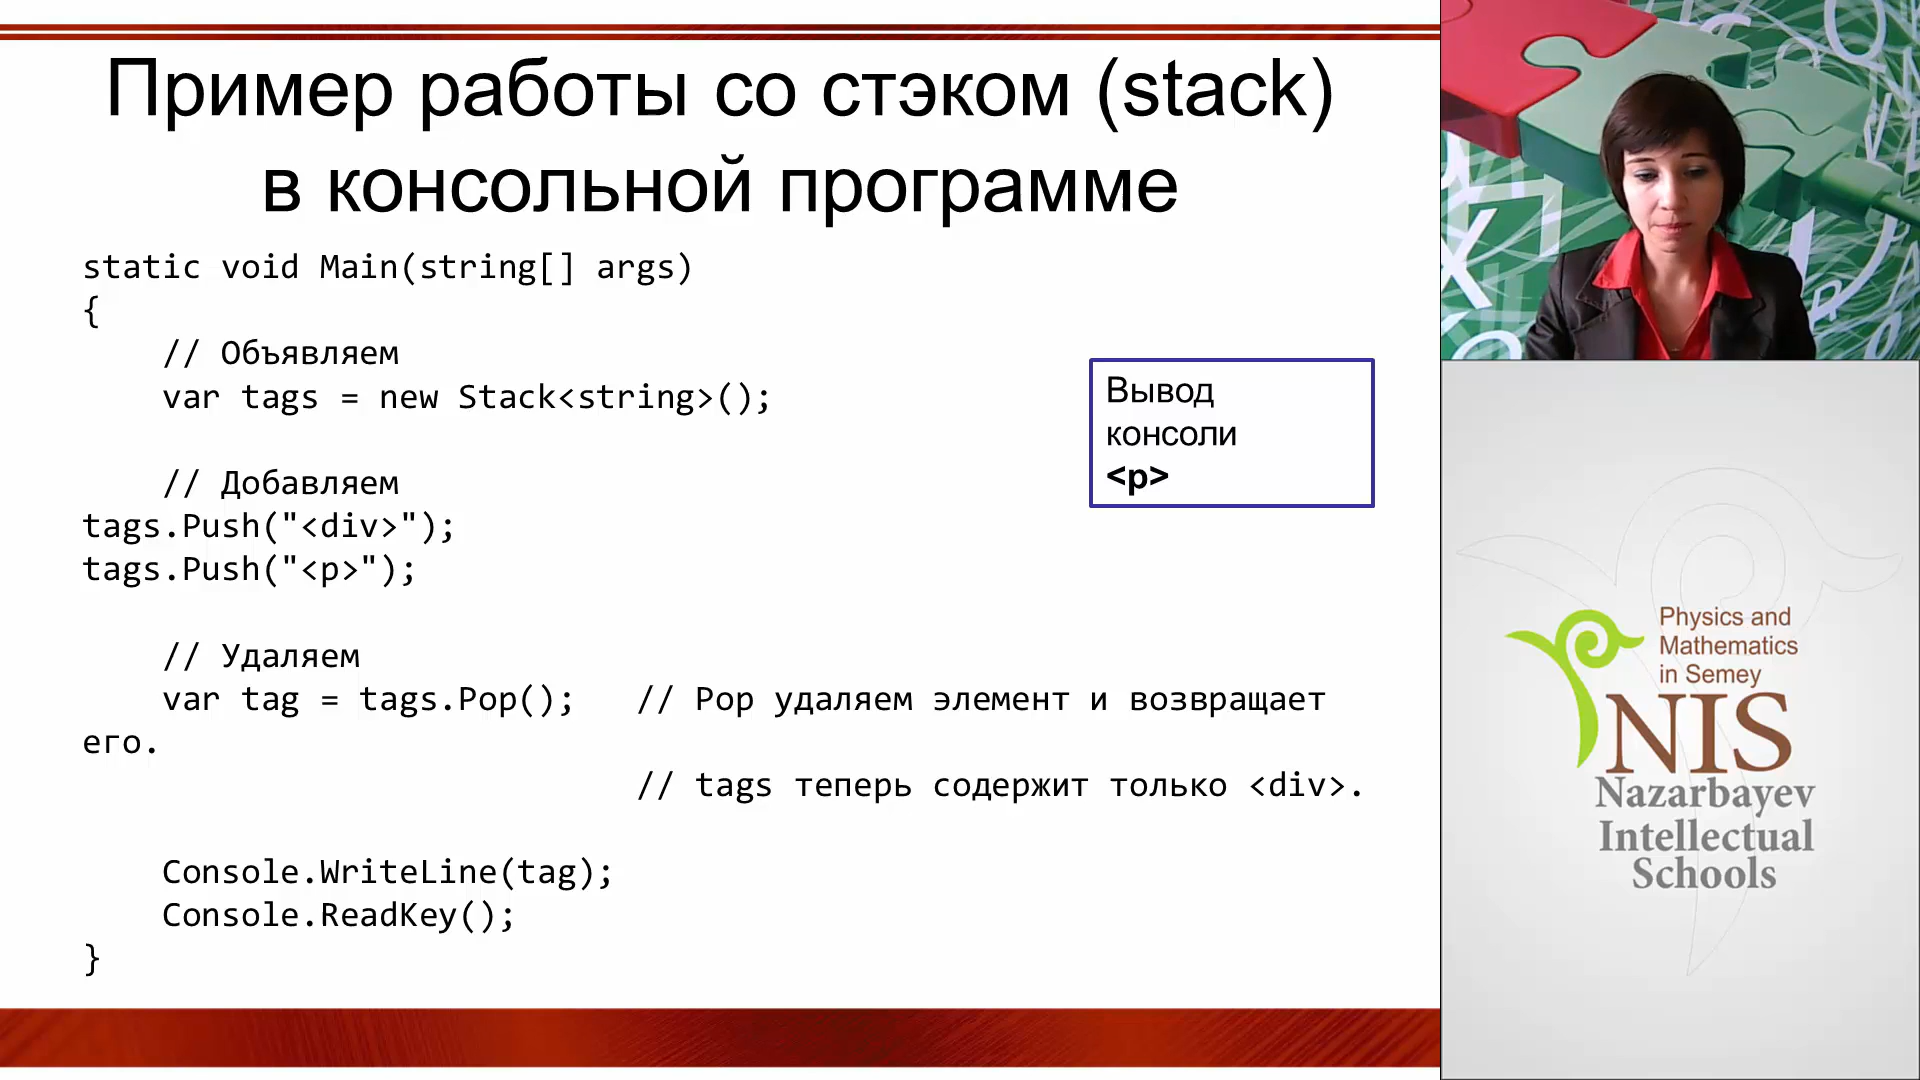 Пример работы со стэком (stack)
в консольной программе
static void Main(string[] args)
{
// Объявляем
var tags = new Stack<string>();
// Добавляем
tags.Push("<div>");
tags.Push("<p>");
// Удаляем
var tag = tags.Pop();   // Pop удаляем элемент и возвращает
его.
// tags теперь содержит только <div>.
Console.WriteLine(tag);
Console.ReadKey();
}
Вывод
консоли
<p>
Physics and
Mathematics
in Semey
NIS
Nazarbayev
Intellectual
Schools